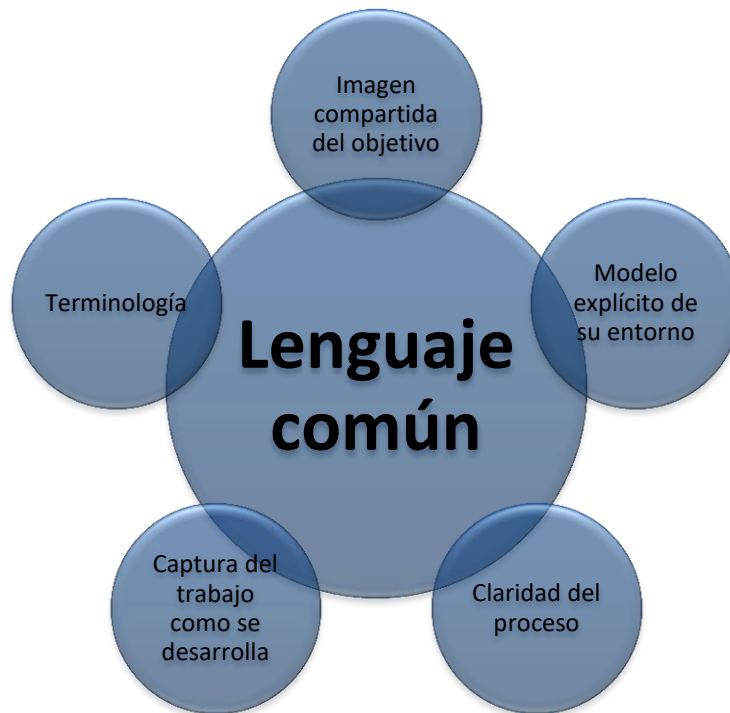 Imagen
compartida
del objetivo
Terminología
Modelo
explícito de
su entorno
Lenguaje
común
Captura del
trabajo
como se
desarrolla
Claridad del
proceso